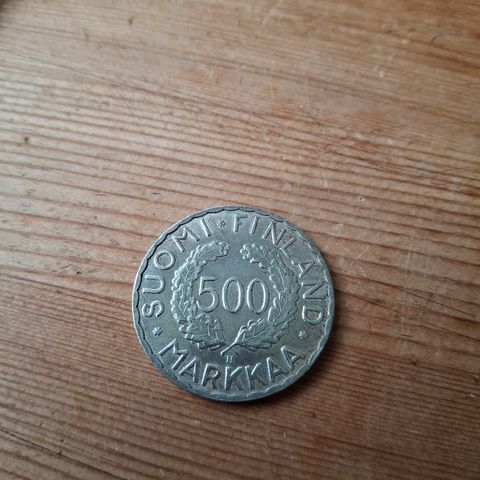 SUOMI * FINLAND
500
H
* MARKKAA *